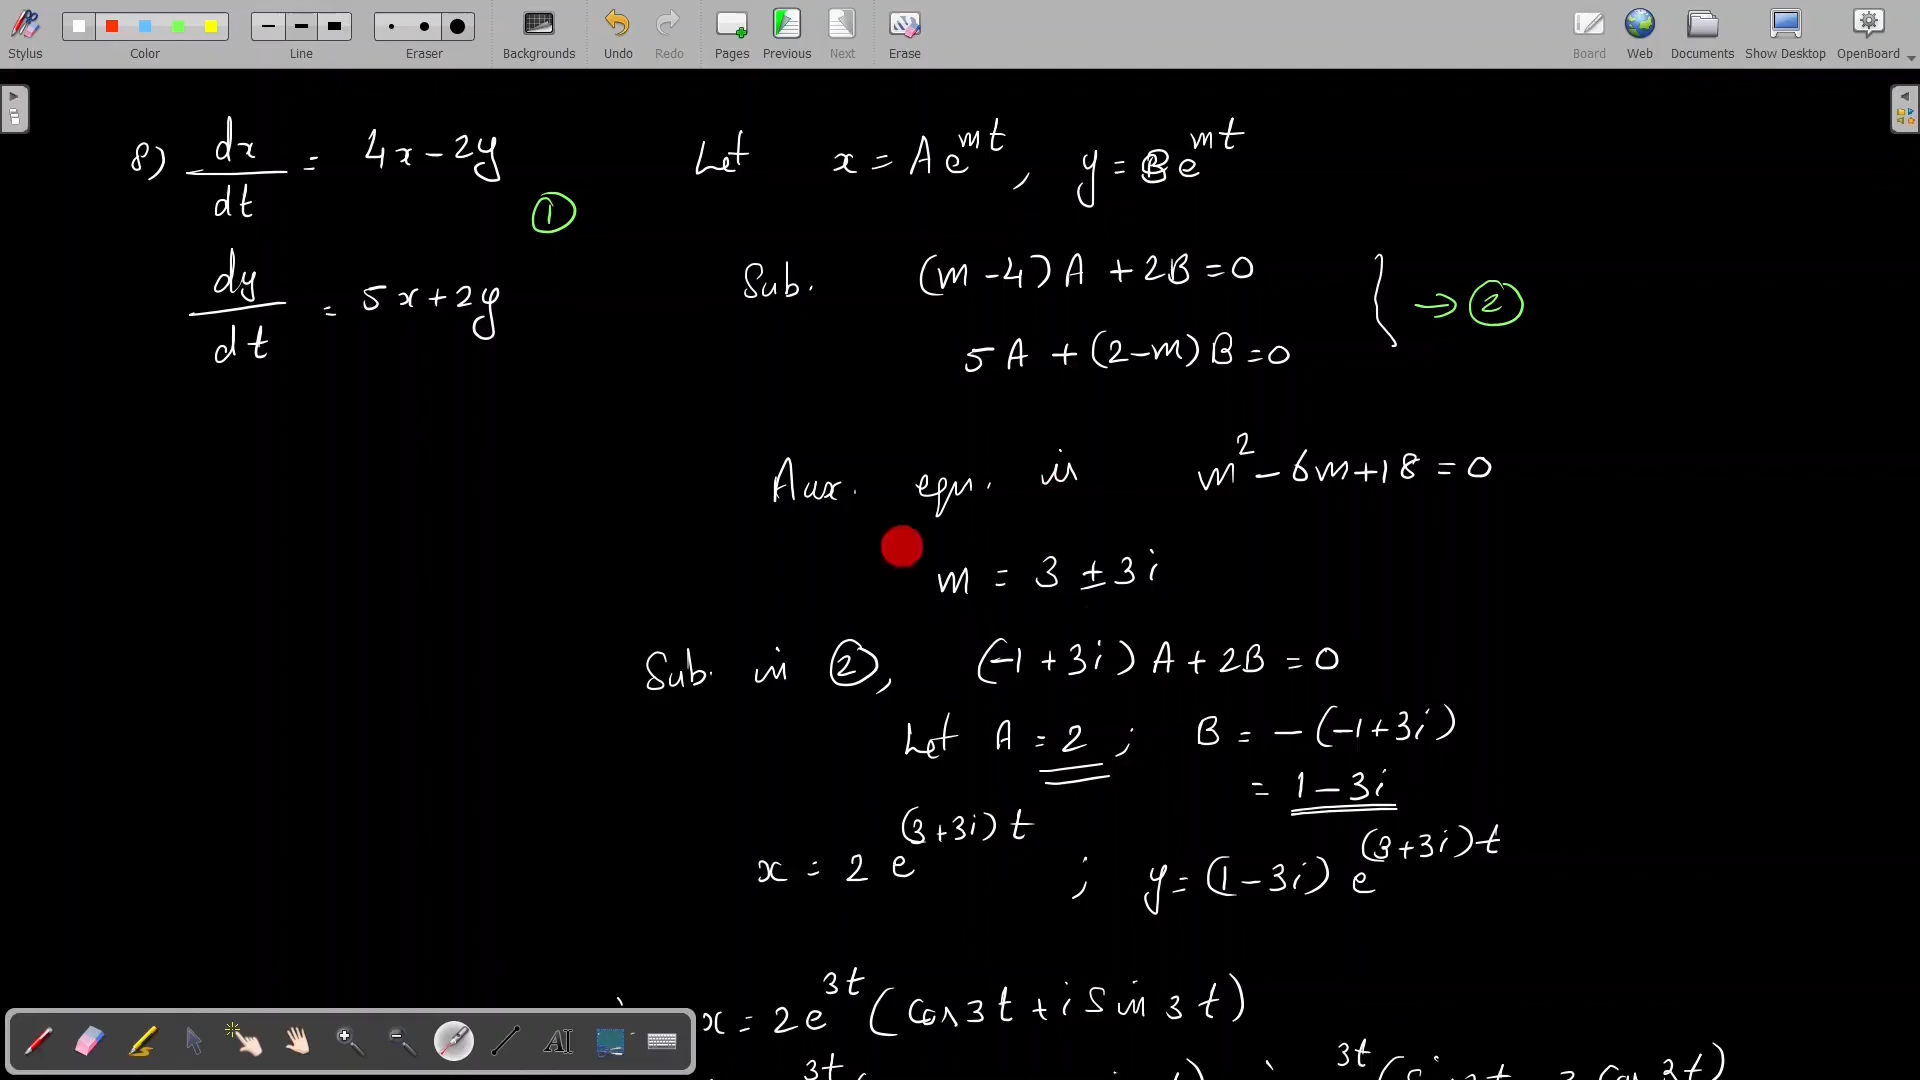 Stylus Color Line Eraser Backgrounds Undo Redo Pages Previous Next Erase Board Web Documents Show Desktop OpenBoard
8) dx/dt = 4x - 2y
①
dy/dt = 5x + 2y
Let x = Ae^{mt}, y = Be^{mt}
Sub. (m - 4)A + 2B = 0
5A + (2-m)B = 0
} → ②
Aux. eqn. is m² - 6m + 18 = 0
m = 3 ± 3i
Sub. in ②, (-1 + 3i) A + 2B = 0
Let A = 2 ; B = - (-1 + 3i)
= 1 - 3i
x = 2 e^{(3+3i)t} ; y = (1 - 3i) e^{(3+3i)t}
x = 2e^{3t} (Cos 3t + i Sin 3t)
AI